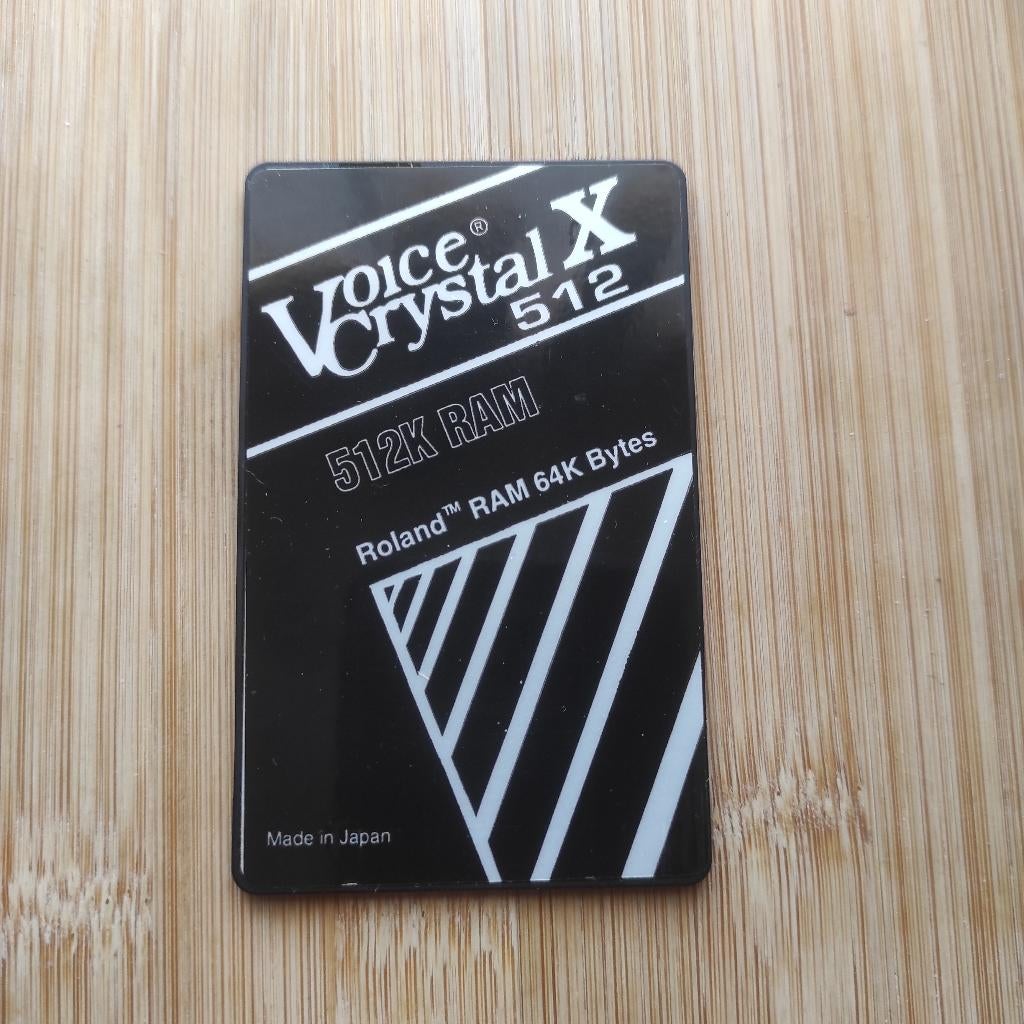 Voice®
Crystal X
512
512K RAM
Roland™ RAM 64K Bytes
Made in Japan